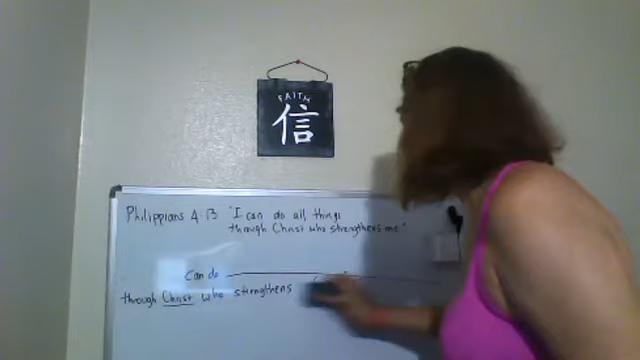 FAITH
信
Philippians 4:13 "I can do all things
through Christ who strengthens me"
can do
through Christ who strengthens